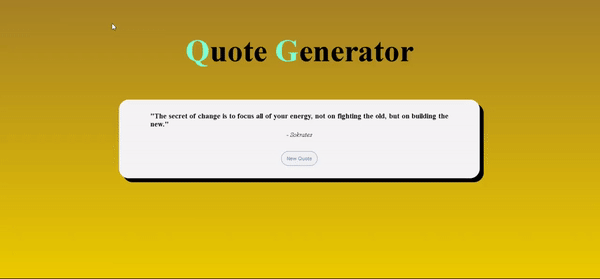 Quote Generator
"The secret of change is to focus all of your energy, not on fighting the old, but on building the
new."
- Sokrates
New Quote